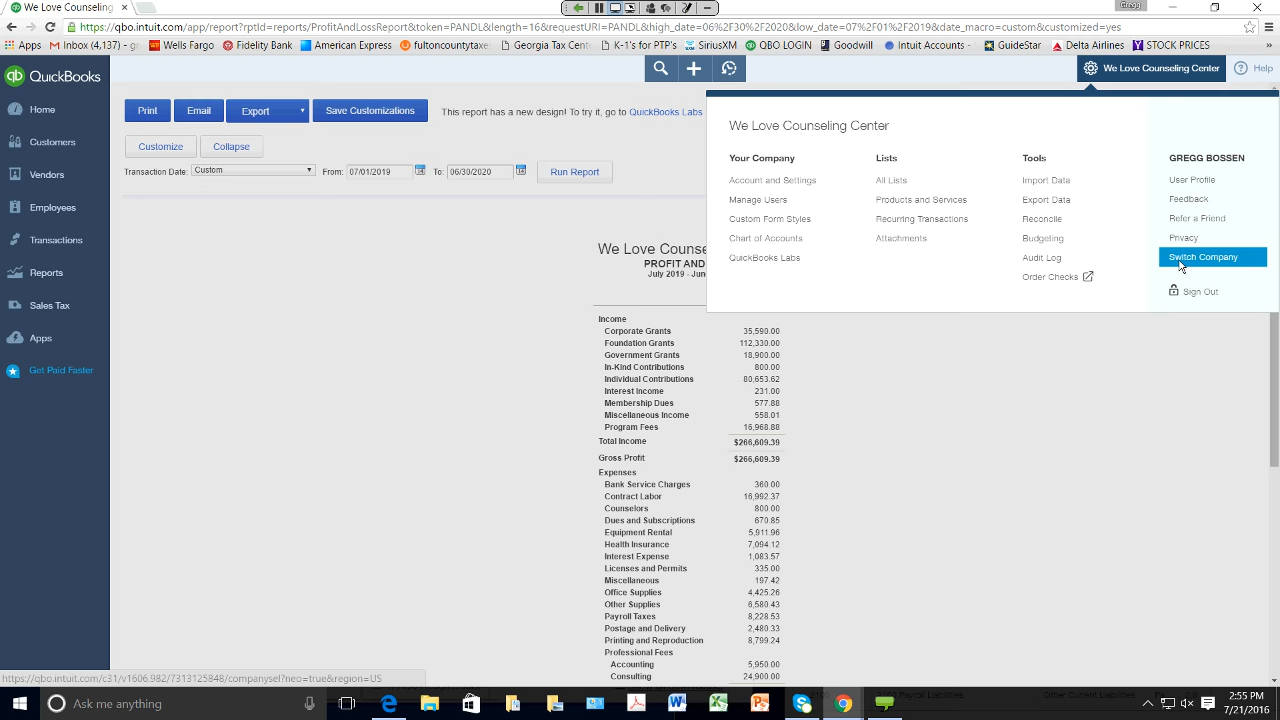 Gregg
https://qbo.intuit.com/app/report?rptId=reports/ProfitAndLossReport&token=PANDL&length=16&requestURI=PANDL&high_date=06%2F30%2F2020&low_date=07%2F01%2F2019&date_macro=custom&customized=yes
Apps
Inbox (4,137)
Wells Fargo
Xfinity
Expensify
fultoncountytaxes
Georgia Tax Center
K-1's for PTP's
SiriusXM
QBO LOGIN
Goodwill
Intuit Accounts
GuideStar
Delta Airlines
STOCK PRICES
QuickBooks
We Love Counseling Center
Help
Home
Customers
Vendors
Employees
Transactions
Reports
Sales Tax
Apps
Get Paid Faster
Print
Email
Export
Save Customizations
This report has a new design! To try it, go to QuickBooks Labs
Customize
Collapse
Transaction Date: Custom From: 07/01/2019 To: 06/30/2020 Run Report
We Love Counseling Center
Your Company
Account and Settings
Manage Users
Custom Form Styles
Chart of Accounts
QuickBooks Labs
Lists
All Lists
Products and Services
Recurring Transactions
Attachments
Tools
Import Data
Export Data
Reconcile
Budgeting
Audit Log
Order Checks
GREGG BOSSEN
User Profile
Feedback
Refer a Friend
Privacy
Switch Company
Sign Out
We Love Counse
PROFIT AND
July 2019 - Jun
Income
Corporate Grants 35,590.00
Foundation Grants 112,330.00
Government Grants 18,900.00
In-Kind Contributions 800.00
Individual Contributions 80,653.62
Interest Income 231.00
Membership Dues 577.88
Miscellaneous Income 558.01
Program Fees 16,968.88
Total Income $266,609.39
Gross Profit $266,609.39
Expenses
Bank Service Charges 360.00
Contract Labor 16,992.37
Counselors 800.00
Dues and Subscriptions 670.85
Equipment Rental 5,911.96
Health Insurance 7,094.12
Interest Expense 1,083.57
Licenses and Permits 335.00
Miscellaneous 197.42
Office Supplies 4,425.26
Other Supplies 6,580.43
Payroll Taxes 8,228.53
Postage and Delivery 2,480.33
Printing and Reproduction 8,799.24
Professional Fees
Accounting 5,950.00
Consulting 24,900.00
https://qbo.intuit.com/c31/v1606.982/7313125848/companysel?neo=true&region=US
Ask me anything
2:55 PM
7/21/2016